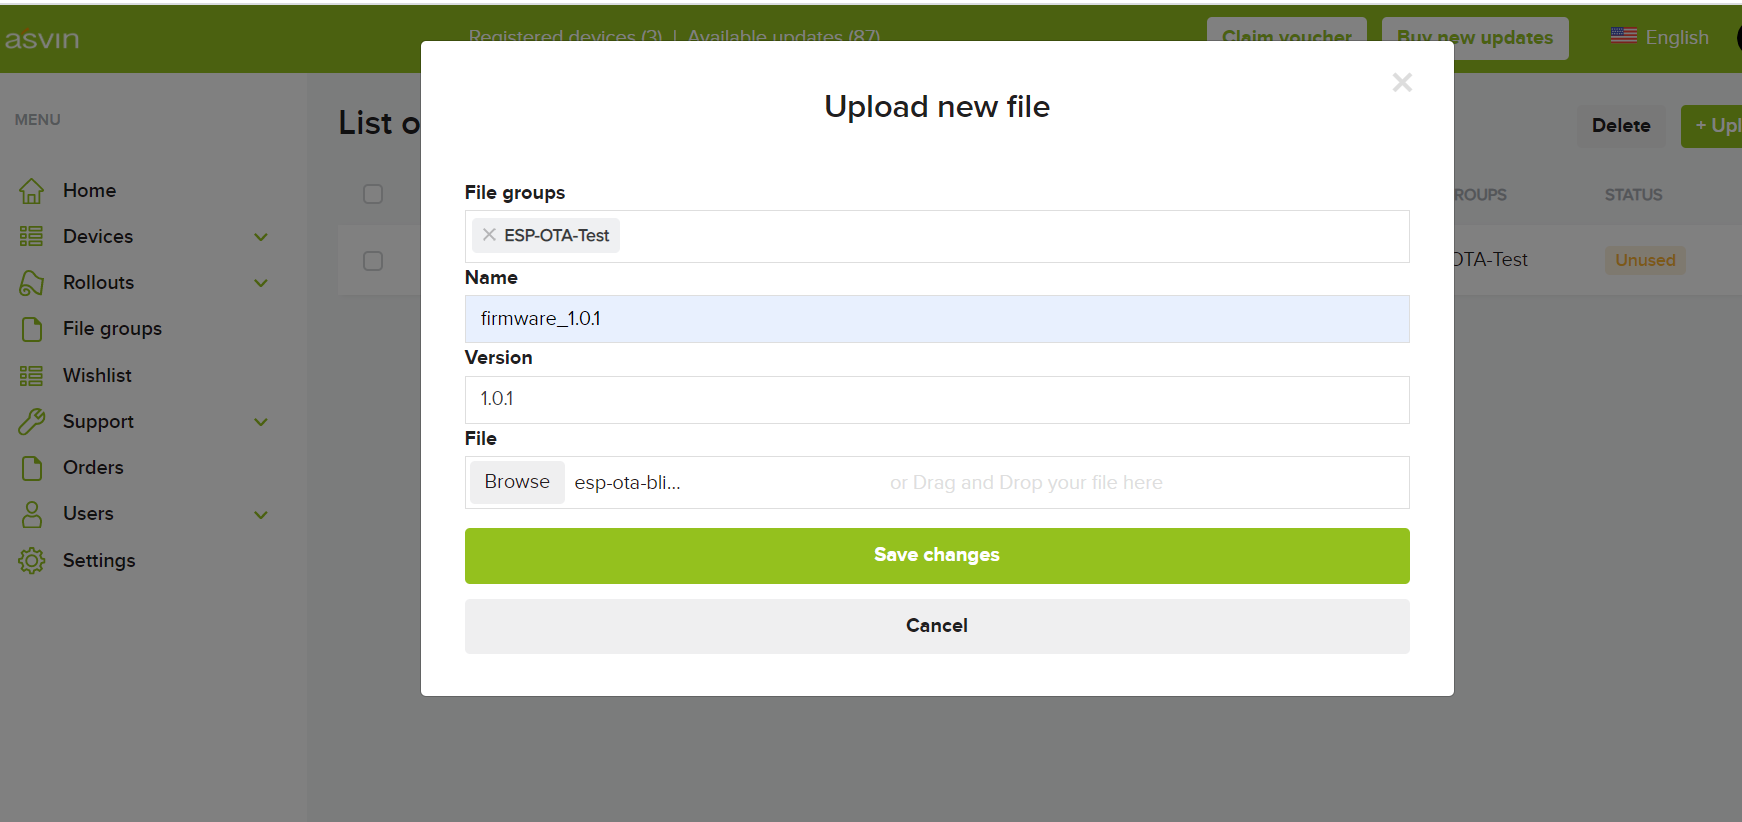 asvin
Registered devices (3) | Available updates (87)
Claim voucher
Buy new updates
English
MENU
Home
Devices
Rollouts
File groups
Wishlist
Support
Orders
Users
Settings
List o
Delete
+ Upl
ROUPS
STATUS
OTA-Test
Unused
Upload new file
File groups
ESP-OTA-Test
Name
firmware_1.0.1
Version
1.0.1
File
Browse esp-ota-bli... or Drag and Drop your file here
Save changes
Cancel